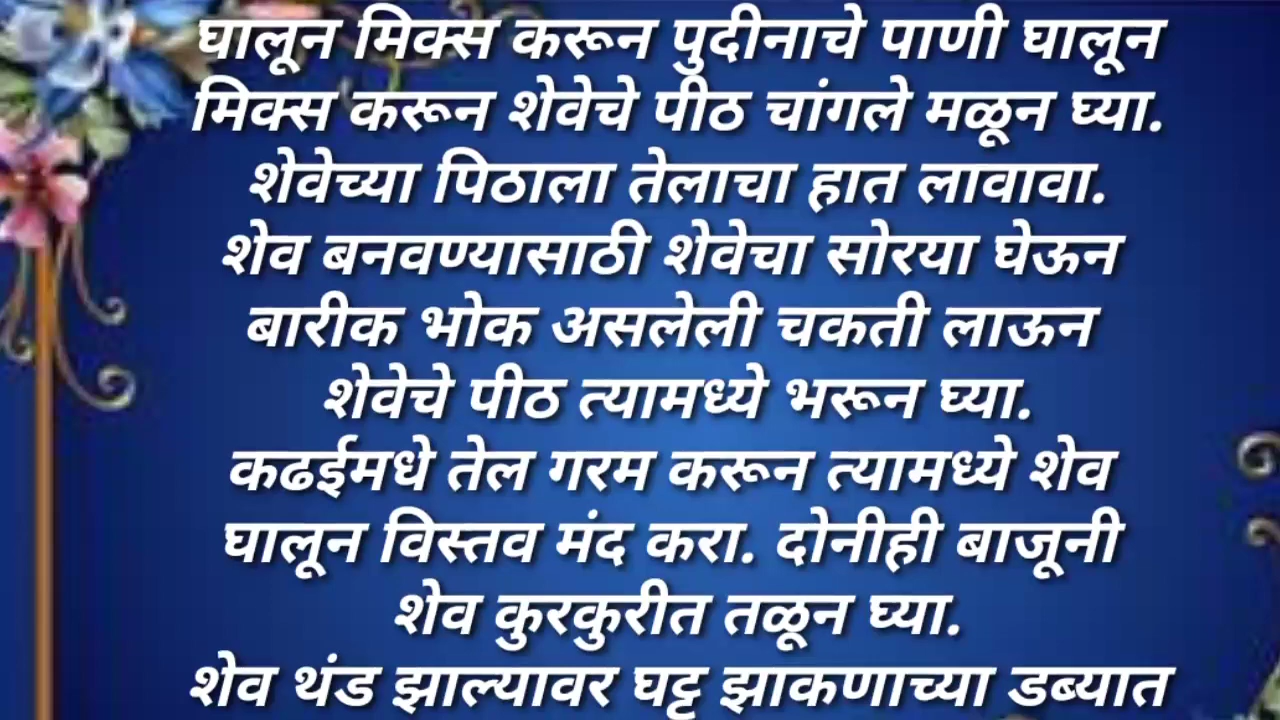 घालून मिक्स करून पुदीनाचे पाणी घालून
मिक्स करून शेवेचे पीठ चांगले मळून घ्या.
शेवेच्या पिठाला तेलाचा हात लावावा.
शेव बनवण्यासाठी शेवेचा सोरया घेऊन
बारीक भोक असलेली चकती लाऊन
शेवेचे पीठ त्यामध्ये भरून घ्या.
कढईमधे तेल गरम करून त्यामध्ये शेव
घालून विस्तव मंद करा. दोनीही बाजूनी
शेव कुरकुरीत तळून घ्या.
शेव थंड झाल्यावर घट्ट झाकणाच्या डब्यात